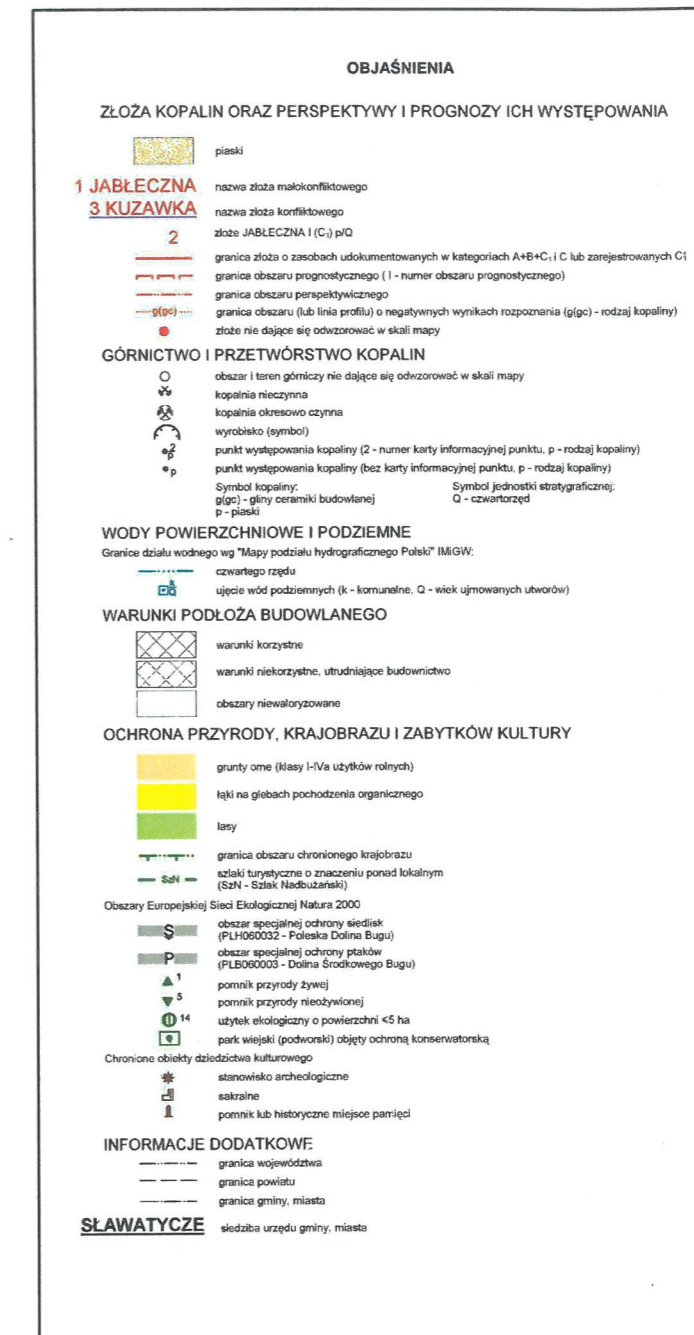 OBJAŚNIENIA
ZŁOŻA KOPALIN ORAZ PERSPEKTYWY I PROGNOZY ICH WYSTĘPOWANIA
piaski
1 JABŁECZNA nazwa złoża małokonfliktowego
3 KUZAWKA nazwa złoża konfliktowego
2 złoże JABŁECZNA I (C₁) p/Q
granica złoża o zasobach udokumentowanych w kategoriach A+B+C₁ i C lub zarejestrowanych C
granica obszaru prognostycznego ( I - numer obszaru prognostycznego)
granica obszaru perspektywicznego
g(gc) granica obszaru (lub linia profilu) o negatywnych wynikach rozpoznania (g(gc) - rodzaj kopaliny)
złoże nie dające się odwzorować w skali mapy
GÓRNICTWO I PRZETWÓRSTWO KOPALIN
obszar i teren górniczy nie dające się odwzorować w skali mapy
kopalnia nieczynna
kopalnia okresowo czynna
wyrobisko (symbol)
2 p punkt występowania kopaliny (2 - numer karty informacyjnej punktu, p - rodzaj kopaliny)
p punkt występowania kopaliny (bez karty informacyjnej punktu, p - rodzaj kopaliny)
Symbol kopaliny: Symbol jednostki stratygraficznej:
g(gc) - gliny ceramiki budowlanej Q - czwartorzęd
p - piaski
WODY POWIERZCHNIOWE I PODZIEMNE
Granice działu wodnego wg "Mapy podziału hydrograficznego Polski" IMiGW:
czwartego rzędu
k Q ujęcie wód podziemnych (k - komunalne, Q - wiek ujmowanych utworów)
WARUNKI PODŁOŻA BUDOWLANEGO
warunki korzystne
warunki niekorzystne, utrudniające budownictwo
obszary niewaloryzowane
OCHRONA PRZYRODY, KRAJOBRAZU I ZABYTKÓW KULTURY
grunty orne (klasy I-IVa użytków rolnych)
łąki na glebach pochodzenia organicznego
lasy
granica obszaru chronionego krajobrazu
SzN szlaki turystyczne o znaczeniu ponad lokalnym
(SzN - Szlak Nadbużański)
Obszary Europejskiej Sieci Ekologicznej Natura 2000
S obszar specjalnej ochrony siedlisk
(PLH060032 - Poleska Dolina Bugu)
P obszar specjalnej ochrony ptaków
(PLB060003 - Dolina Środkowego Bugu)
1 pomnik przyrody żywej
5 pomnik przyrody nieożywionej
14 użytek ekologiczny o powierzchni <5 ha
park wiejski (podworski) objęty ochroną konserwatorską
Chronione obiekty dziedzictwa kulturowego
stanowisko archeologiczne
sakralne
pomnik lub historyczne miejsce pamięci
INFORMACJE DODATKOWE
granica województwa
granica powiatu
granica gminy, miasta
SŁAWATYCZE siedziba urzędu gminy, miasta